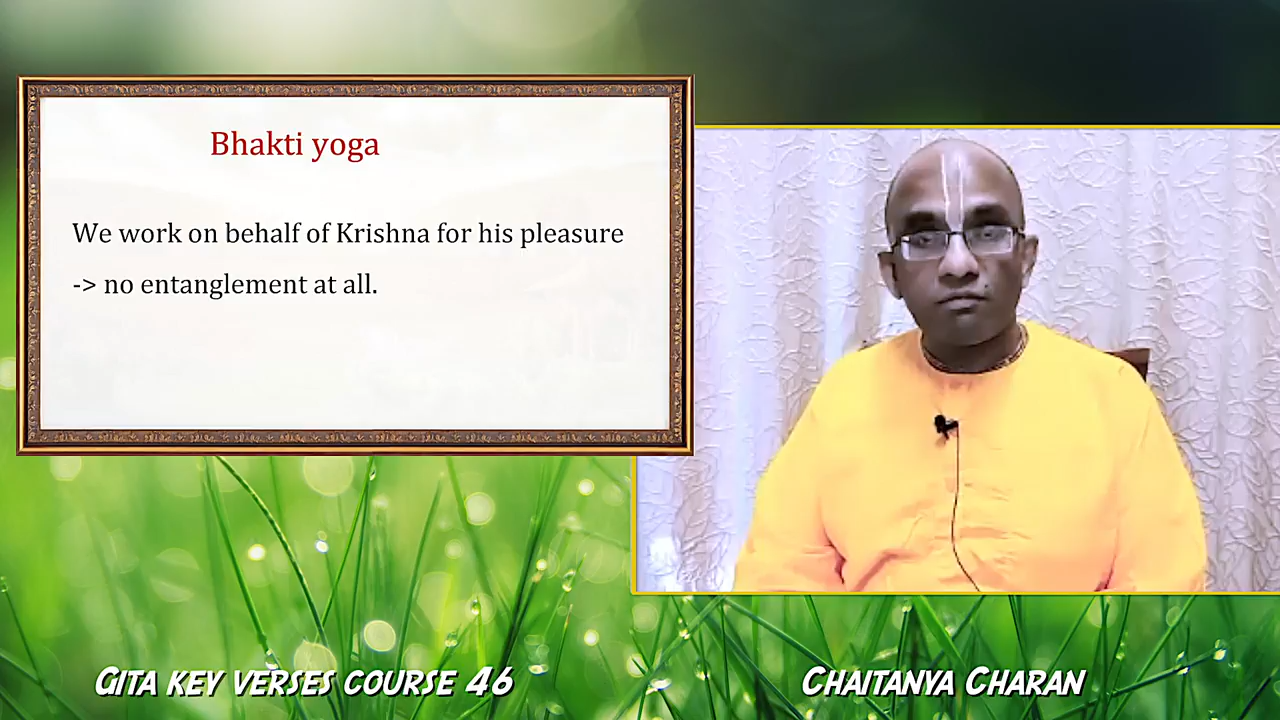 Bhakti yoga
We work on behalf of Krishna for his pleasure
-> no entanglement at all.
GITA KEY VERSES COURSE 46
CHAITANYA CHARAN